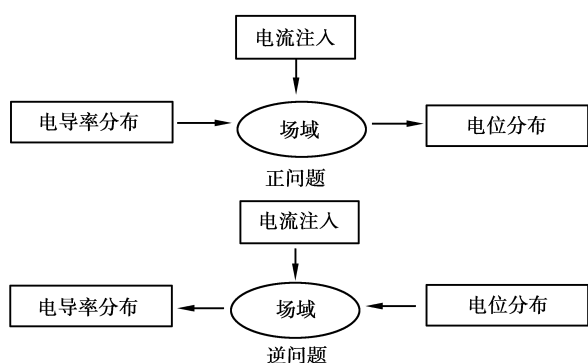 电流注入
电导率分布
场域
电位分布
正问题
电流注入
电导率分布
场域
电位分布
逆问题